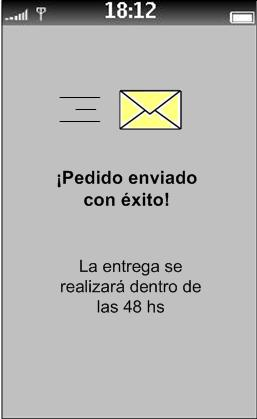 18:12
¡Pedido enviado
con éxito!
La entrega se
realizará dentro de
las 48 hs